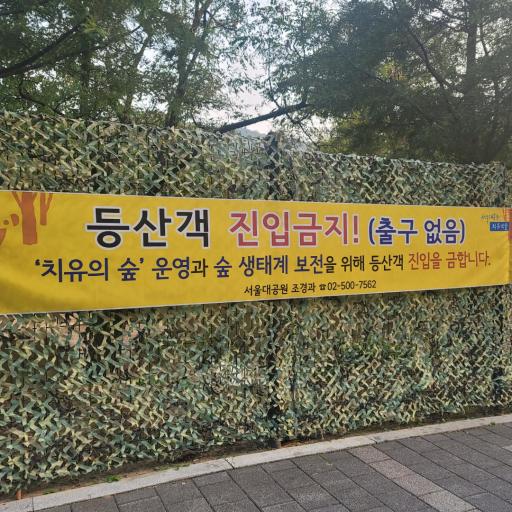 등산객 진입금지! (출구 없음)
'치유의 숲' 운영과 숲 생태계 보전을 위해 등산객 진입을 금합니다.
서울대공원 조경과 ☎02-500-7562